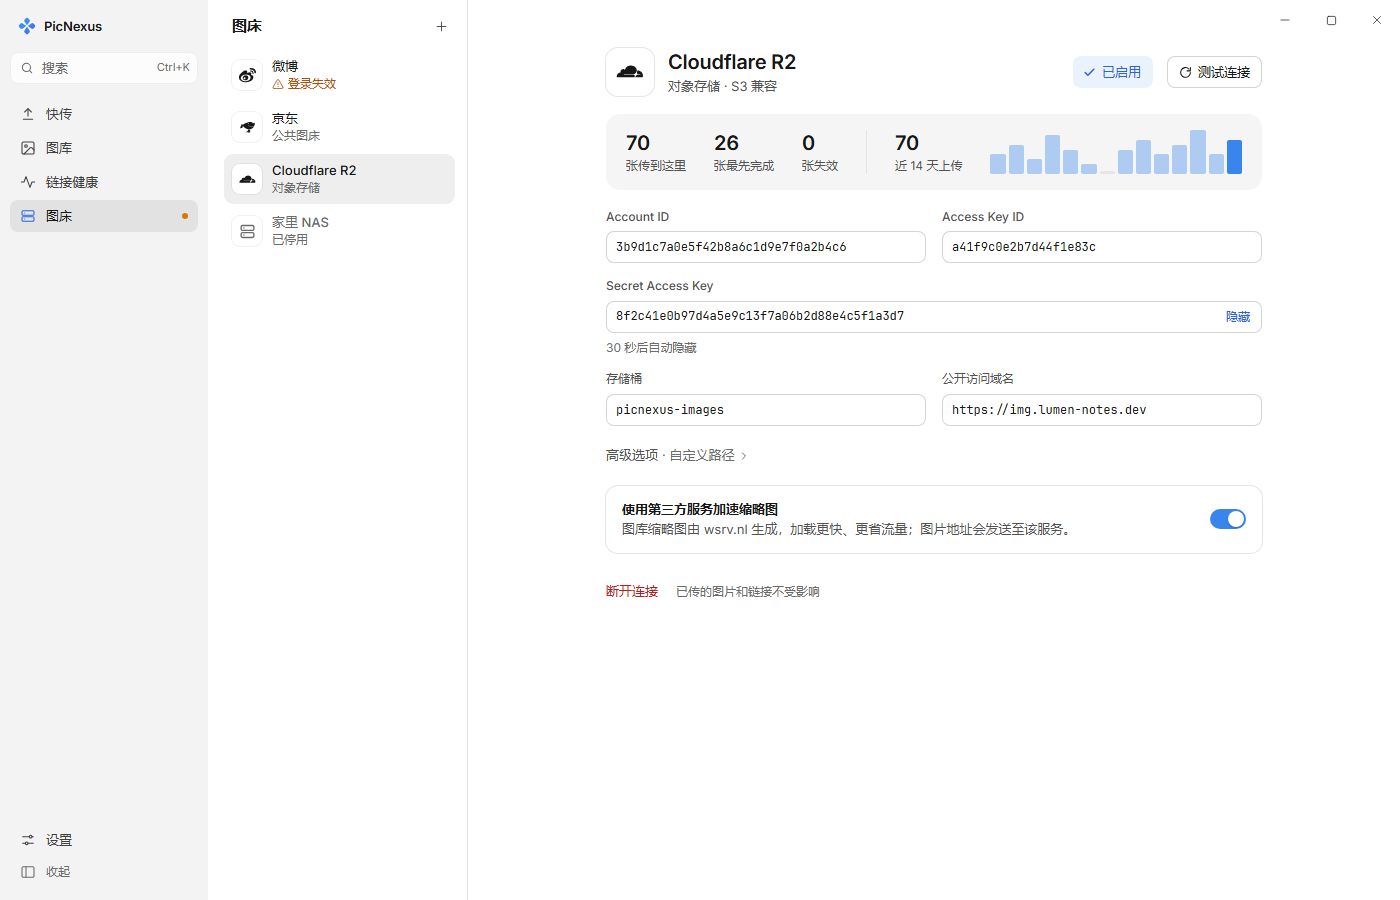 PicNexus
搜索 Ctrl+K
快传
图库
链接健康
图床
设置
收起
图床
微博
登录失效
京东
公共图床
Cloudflare R2
对象存储
家里 NAS
已停用
Cloudflare R2
对象存储 · S3 兼容
已启用
测试连接
70 26 0 70
张传到这里 张最先完成 张失效 近 14 天上传
Account ID Access Key ID
3b9d1c7a0e5f42b8a6c1d9e7f0a2b4c6 a41f9c0e2b7d44f1e83c
Secret Access Key
8f2c41e0b97d4a5e9c13f7a06b2d88e4c5f1a3d7 隐藏
30 秒后自动隐藏
存储桶 公开访问域名
picnexus-images https://img.lumen-notes.dev
高级选项 · 自定义路径
使用第三方服务加速缩略图
图库缩略图由 wsrv.nl 生成，加载更快、更省流量；图片地址会发送至该服务。
断开连接 已传的图片和链接不受影响